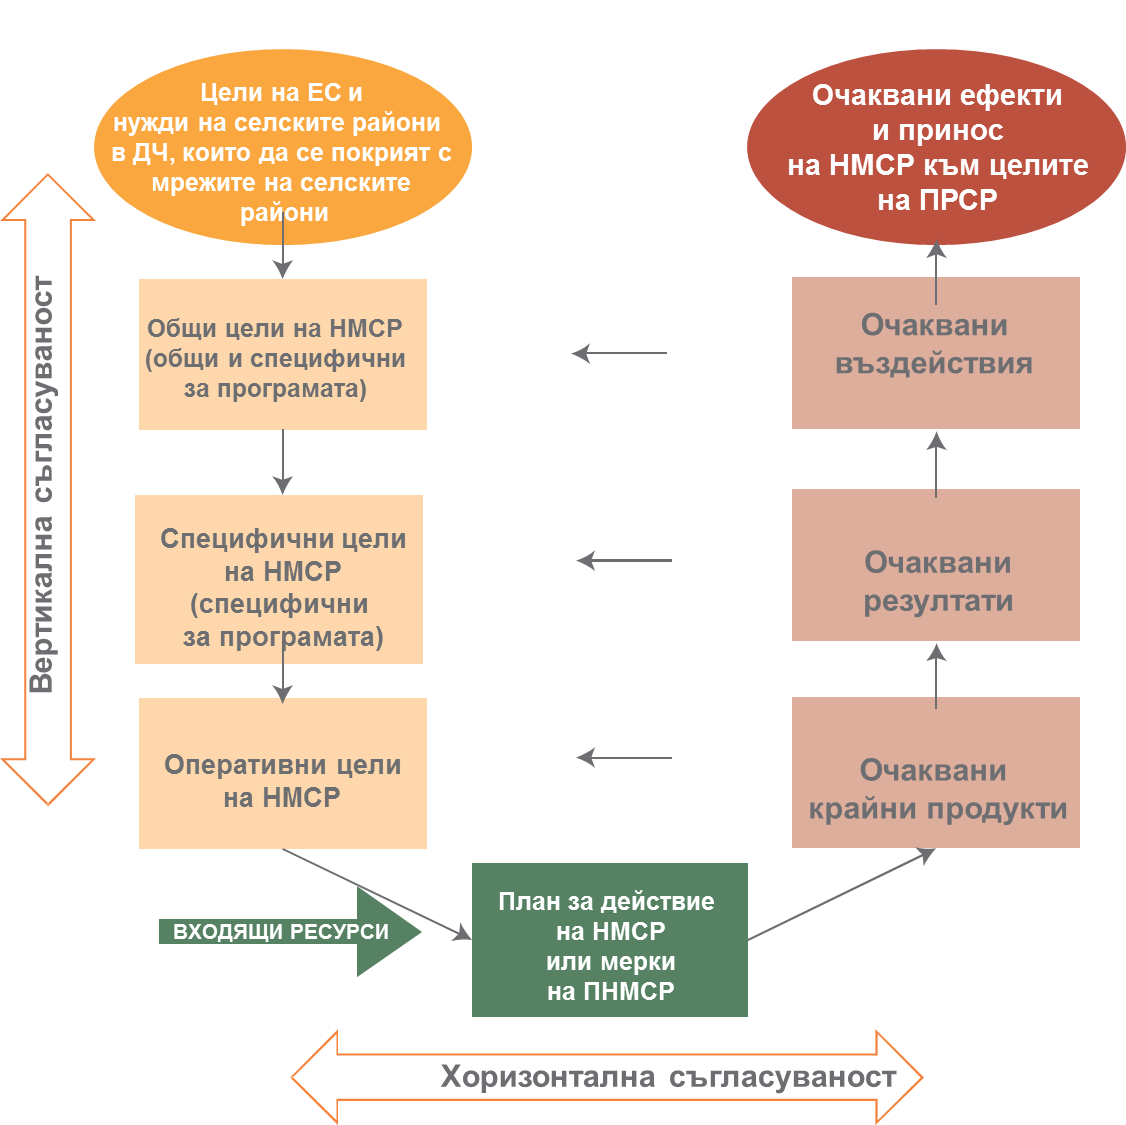 Цели на ЕС и
нужди на селските райони
в ДЧ, които да се покрият с
мрежите на селските
райони
Очаквани ефекти
и принос
на НМСР към целите
на ПРСР
Вертикална съгласуваност
Общи цели на НМСР
(общи и специфични
за програмата)
Очаквани
въздействия
Специфични цели
на НМСР
(специфични
за програмата)
Очаквани
резултати
Оперативни цели
на НМСР
Очаквани
крайни продукти
ВХОДЯЩИ РЕСУРСИ
План за действие
на НМСР
или мерки
на ПНМСР
Хоризонтална съгласуваност